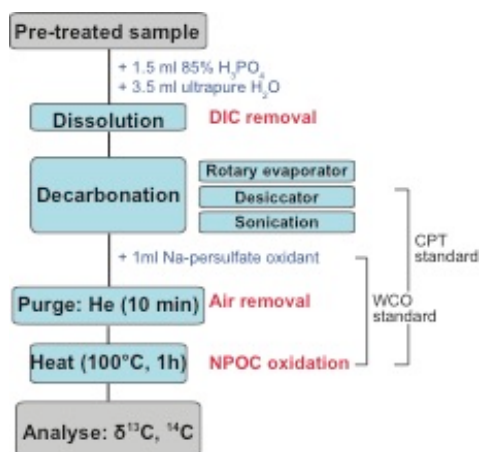 Pre-treated sample
+ 1.5 ml 85% H₃PO₄
+ 3.5 ml ultrapure H₂O
Dissolution
DIC removal
Decarbonation
Rotary evaporator
Desiccator
Sonication
CPT
standard
+ 1ml Na-persulfate oxidant
WCO
standard
Purge: He (10 min)
Air removal
Heat (100°C, 1h)
NPOC oxidation
Analyse: δ¹³C, ¹⁴C